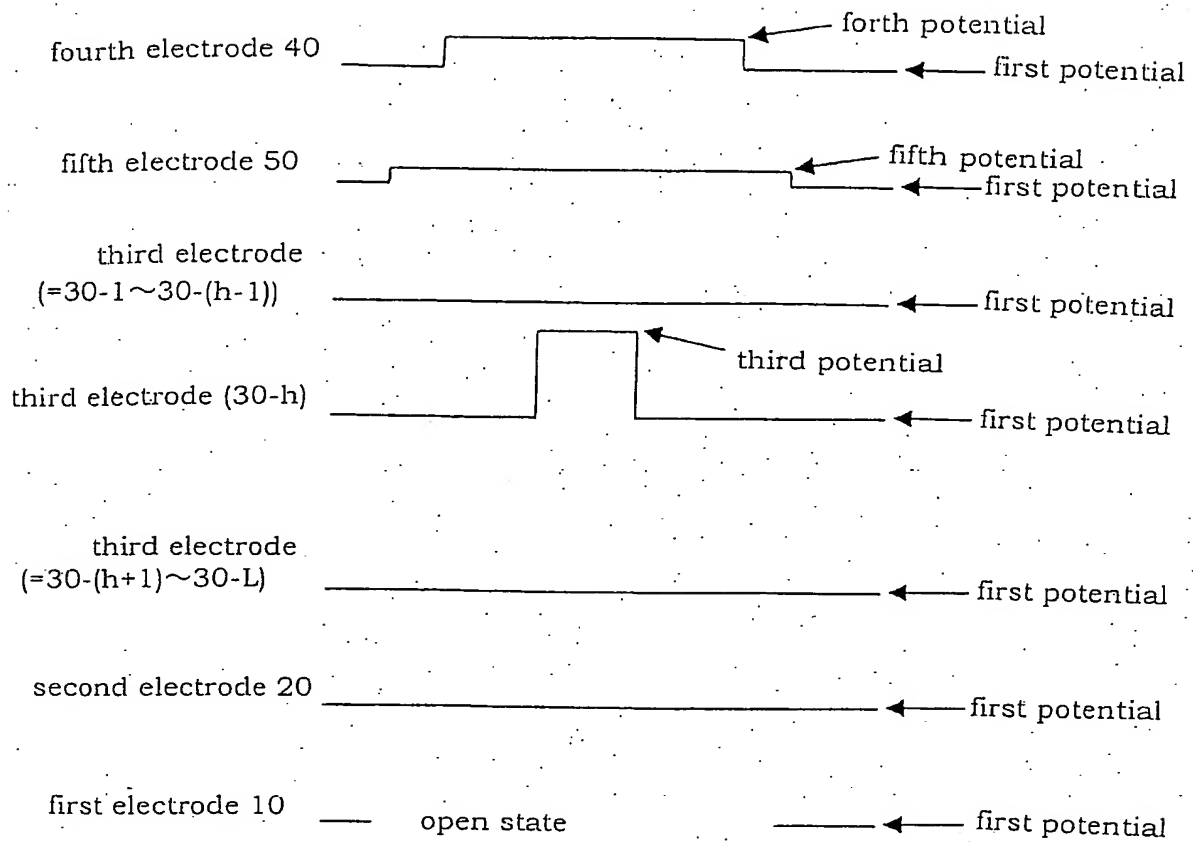 forth potential
fourth electrode 40
first potential
fifth electrode 50
fifth potential
first potential
third electrode
(=30-1~30-(h-1))
first potential
third potential
third electrode (30-h)
first potential
third electrode
(=30-(h+1)~30-L)
first potential
second electrode 20
first potential
first electrode 10
open state
first potential